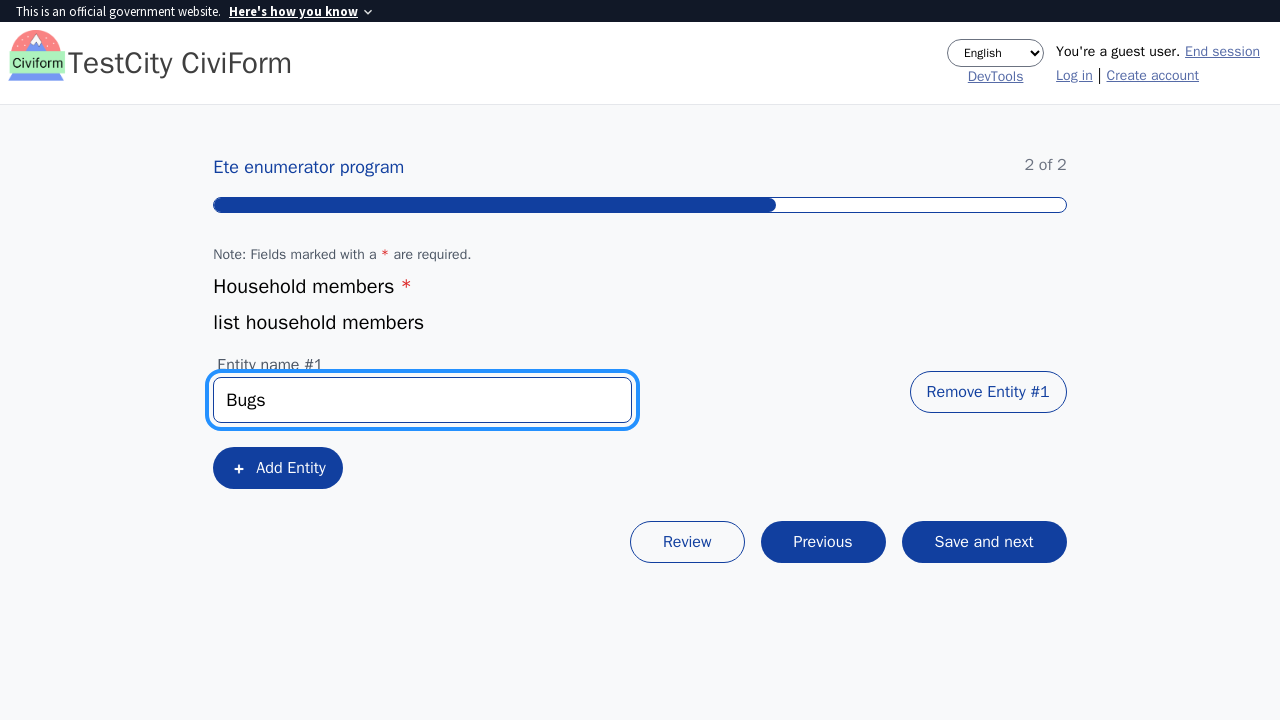 This is an official government website. Here's how you know
Civiform
TestCity CiviForm
English
DevTools
You're a guest user. End session
Log in | Create account
Ete enumerator program
2 of 2
Note: Fields marked with a * are required.
Household members *
list household members
Entity name #1
Bugs
Remove Entity #1
+ Add Entity
Review
Previous
Save and next